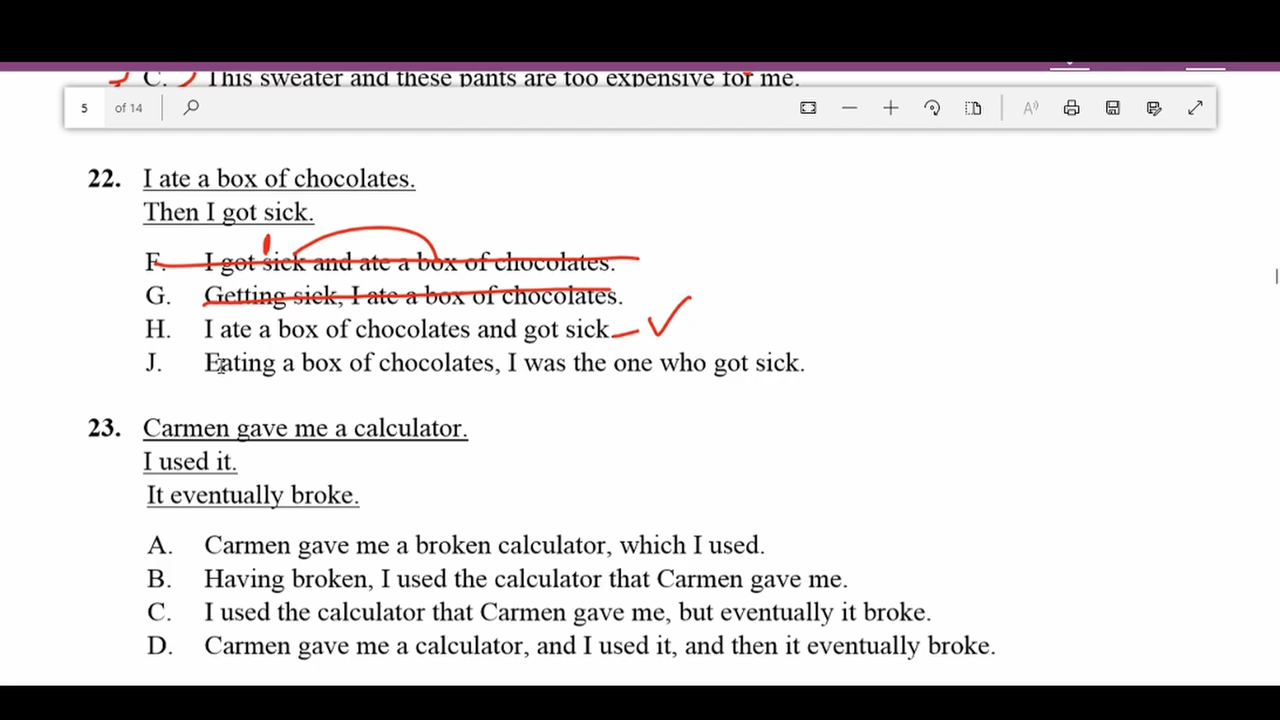 C. This sweater and these pants are too expensive for me.
5 of 14
22. I ate a box of chocolates.
Then I got sick.
F. I got sick and ate a box of chocolates.
G. Getting sick, I ate a box of chocolates.
H. I ate a box of chocolates and got sick.
J. Eating a box of chocolates, I was the one who got sick.
23. Carmen gave me a calculator.
I used it.
It eventually broke.
A. Carmen gave me a broken calculator, which I used.
B. Having broken, I used the calculator that Carmen gave me.
C. I used the calculator that Carmen gave me, but eventually it broke.
D. Carmen gave me a calculator, and I used it, and then it eventually broke.